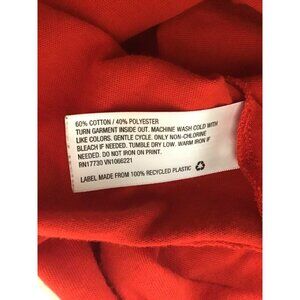 60% COTTON / 40% POLYESTER
TURN GARMENT INSIDE OUT. MACHINE WASH COLD WITH
LIKE COLORS. GENTLE CYCLE. ONLY NON-CHLORINE
BLEACH IF NEEDED. TUMBLE DRY LOW. WARM IRON IF
NEEDED. DO NOT IRON ON PRINT.
RN17730 VN1066221
LABEL MADE FROM 100% RECYCLED PLASTIC